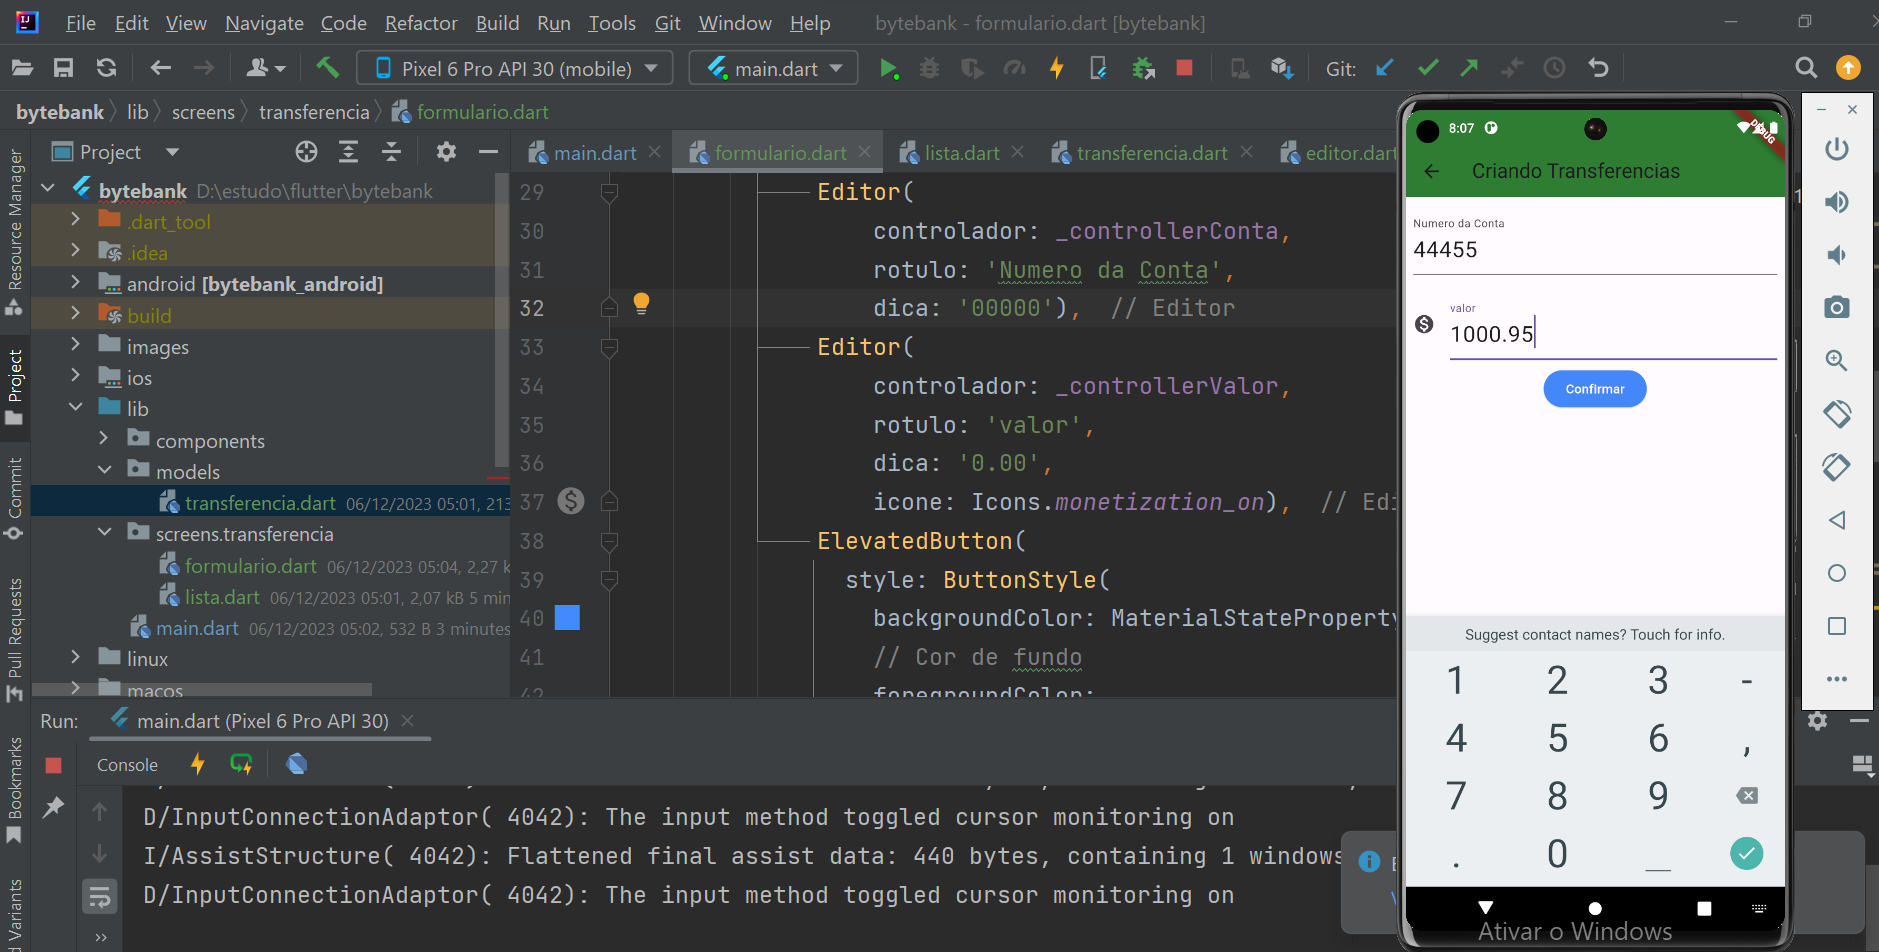 File Edit View Navigate Code Refactor Build Run Tools Git Window Help bytebank - formulario.dart [bytebank]
Pixel 6 Pro API 30 (mobile) main.dart Git:
bytebank lib screens transferencia formulario.dart
Project
main.dart formulario.dart lista.dart transferencia.dart editor.dart
Resource Manager
Project
Commit
Pull Requests
Bookmarks
d Variants
bytebank D:\estudo\flutter\bytebank
.dart_tool
.idea
android [bytebank_android]
build
images
ios
lib
components
models
transferencia.dart 06/12/2023 05:01, 213
screens.transferencia
formulario.dart 06/12/2023 05:04, 2,27 k
lista.dart 06/12/2023 05:01, 2,07 kB 5 min
main.dart 06/12/2023 05:02, 532 B 3 minutes
linux
macos
29 Editor(
30 controlador: _controllerConta,
31 rotulo: 'Numero da Conta',
32 dica: '00000'), // Editor
33 Editor(
34 controlador: _controllerValor,
35 rotulo: 'valor',
36 dica: '0.00',
37 icone: Icons.monetization_on), // Edi
38 ElevatedButton(
39 style: ButtonStyle(
40 backgroundColor: MaterialStateProperty
41 // Cor de fundo
42 foregroundColor:
Run: main.dart (Pixel 6 Pro API 30)
Console
D/InputConnectionAdaptor( 4042): The input method toggled cursor monitoring on
I/AssistStructure( 4042): Flattened final assist data: 440 bytes, containing 1 windows
D/InputConnectionAdaptor( 4042): The input method toggled cursor monitoring on
8:07
DEBUG
Criando Transferencias
Numero da Conta
44455
valor
1000.95
Confirmar
Suggest contact names? Touch for info.
1 2 3 -
4 5 6 ,
7 8 9
. 0 _
Ativar o Windows